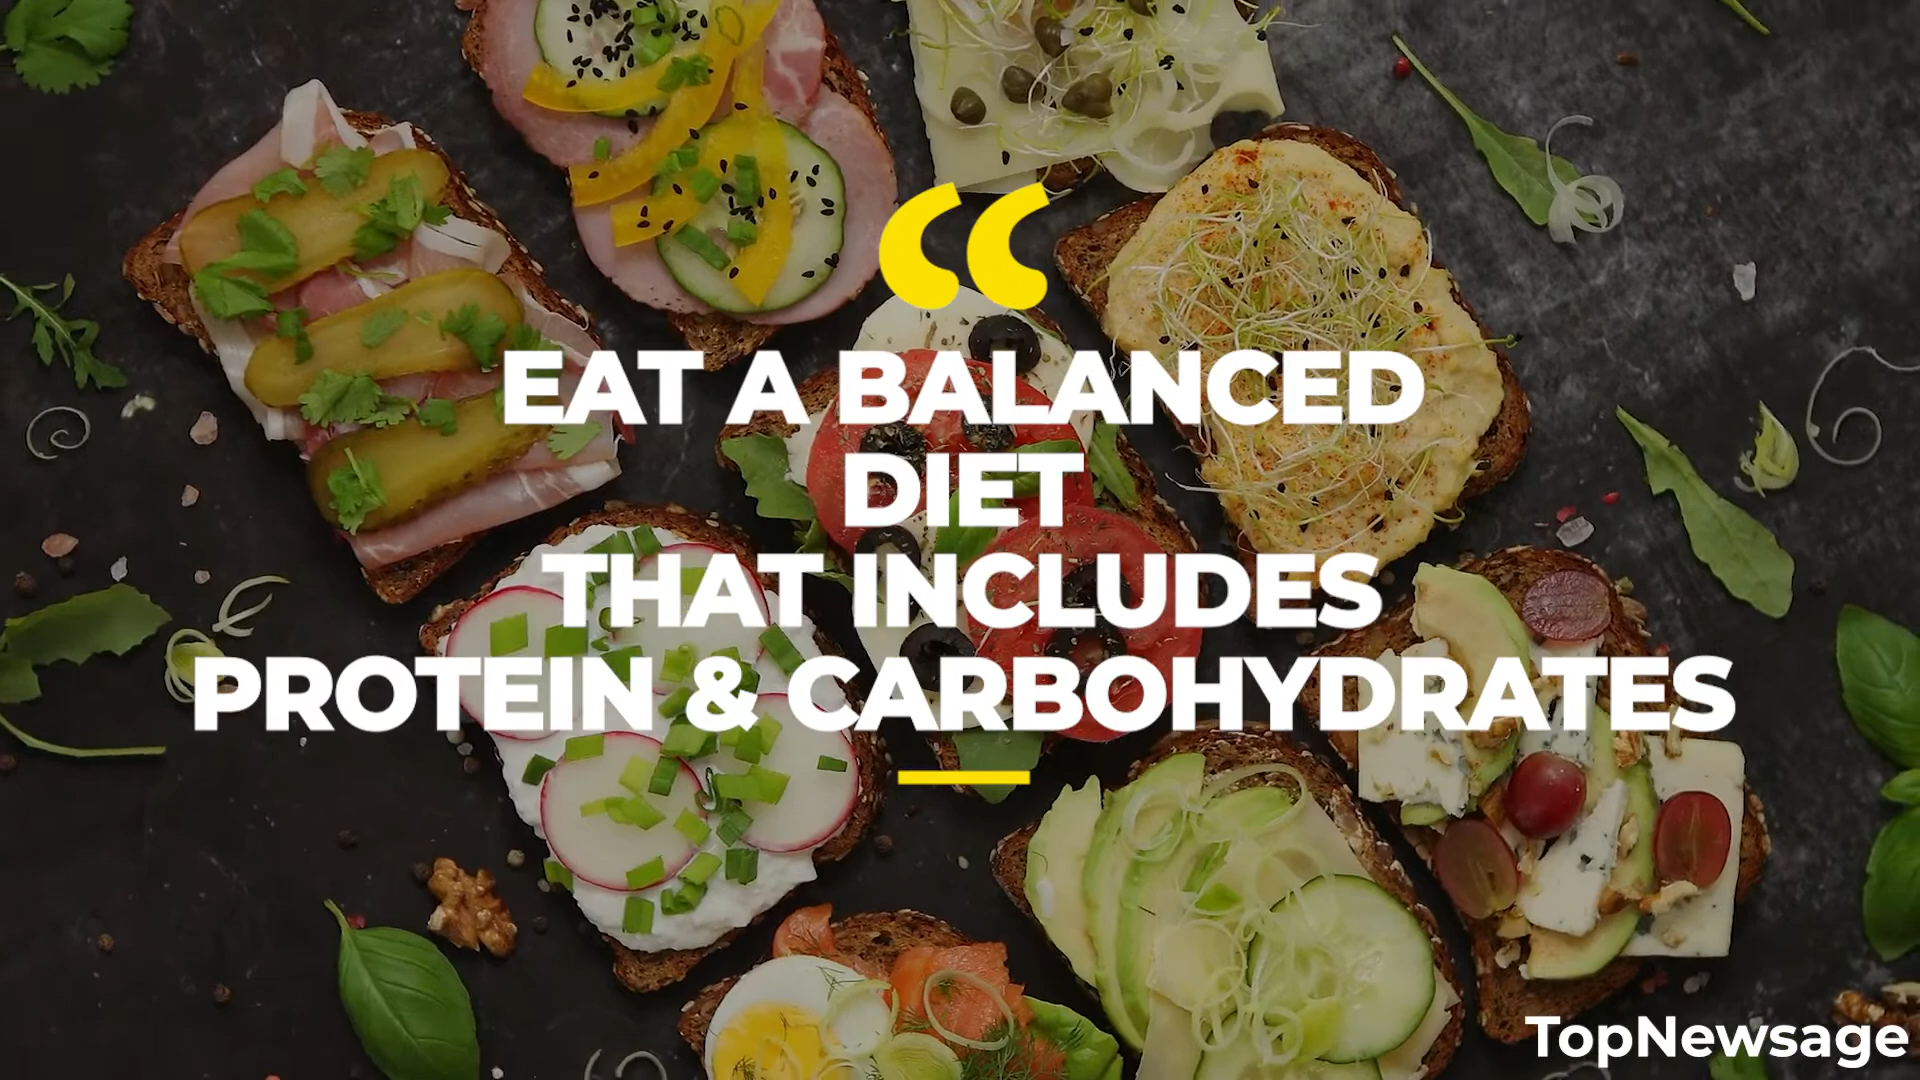 “
EAT A BALANCED
DIET
THAT INCLUDES
PROTEIN & CARBOHYDRATES
TopNewsage